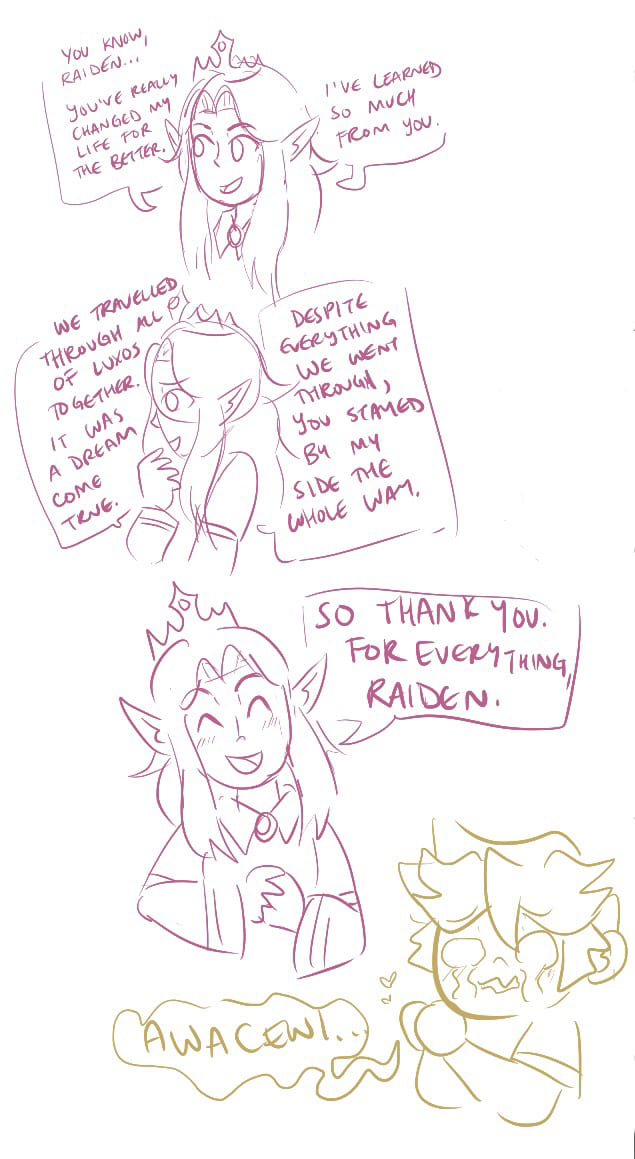 YOU KNOW,
RAIDEN...
YOU'VE REALLY
CHANGED MY
LIFE FOR
THE BETTER.
I'VE LEARNED
SO MUCH
FROM YOU.
WE TRAVELLED
THROUGH ALL
OF LUXOS
TOGETHER.
IT WAS
A DREAM
COME
TRUE.
DESPITE
EVERYTHING
WE WENT
THROUGH,
YOU STAYED
BY MY
SIDE THE
WHOLE WAY.
SO THANK YOU.
FOR EVERYTHING,
RAIDEN.
AWACEWI...